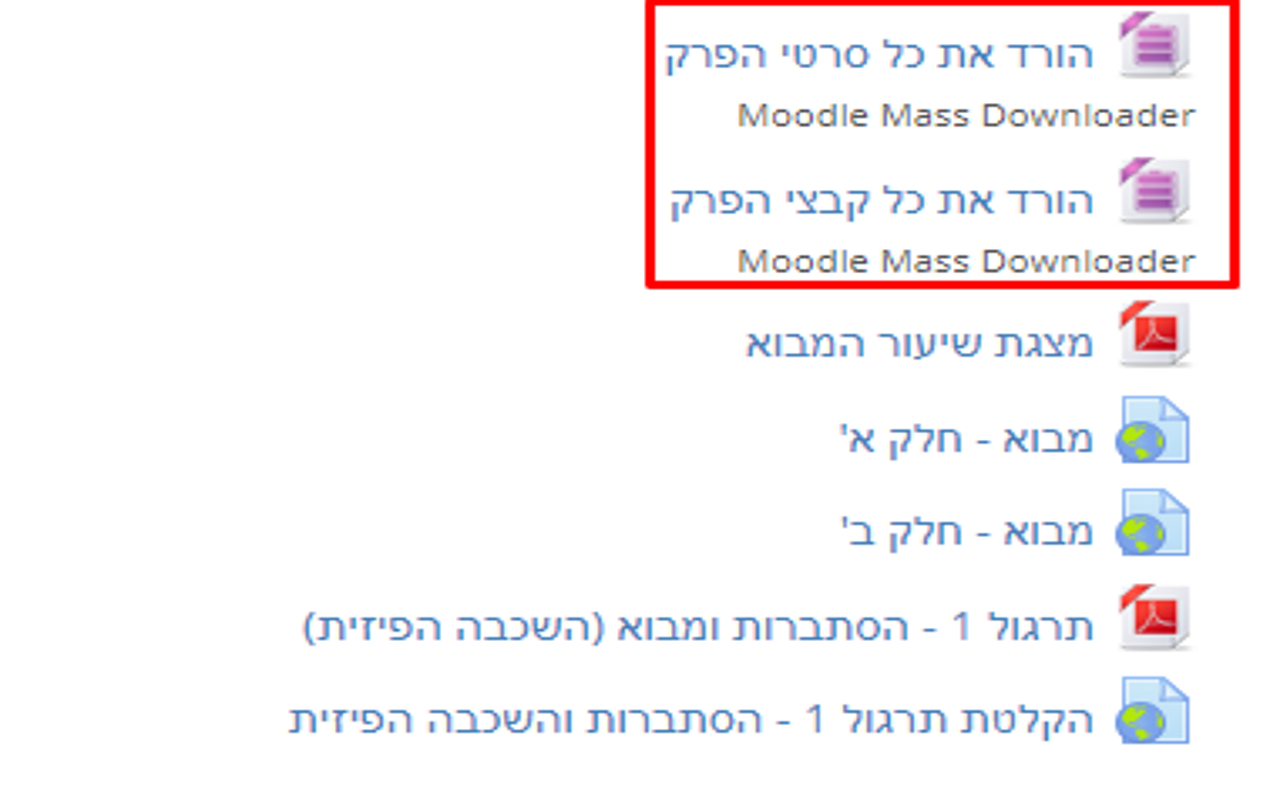 הורד את כל סרטי הפרק
Moodle Mass Downloader
הורד את כל קבצי הפרק
Moodle Mass Downloader
מצגת שיעור המבוא
מבוא - חלק א'
מבוא - חלק ב'
תרגול 1 - הסתברות ומבוא (השכבה הפיזית)
הקלטת תרגול 1 - הסתברות והשכבה הפיזית